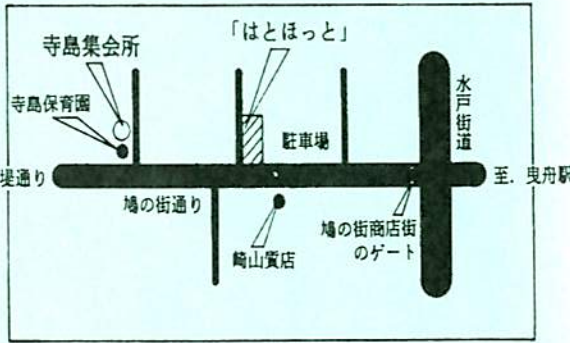 寺島集会所
「はとほっと」
寺島保育園
水戸街道
駐車場
堤通り
至．曳舟駅
鳩の街通り
鳩の街商店街
のゲート
崎山質店